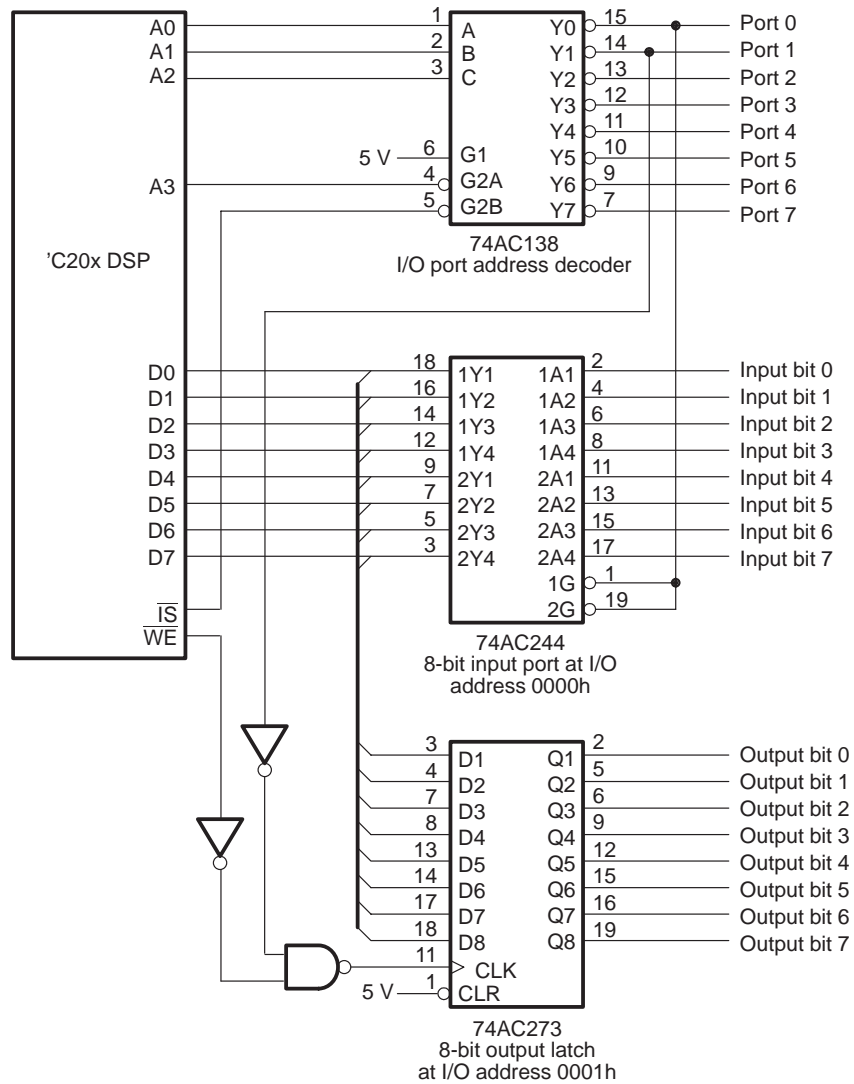 A0 1 A Y0 15 Port 0
A1 2 B Y1 14 Port 1
A2 3 C Y2 13 Port 2
Y3 12 Port 3
Y4 11 Port 4
5 V 6 G1 Y5 10 Port 5
A3 4 G2A Y6 9 Port 6
5 G2B Y7 7 Port 7
74AC138
I/O port address decoder
'C20x DSP
D0 18 1Y1 1A1 2 Input bit 0
D1 16 1Y2 1A2 4 Input bit 1
D2 14 1Y3 1A3 6 Input bit 2
D3 12 1Y4 1A4 8 Input bit 3
D4 9 2Y1 2A1 11 Input bit 4
D5 7 2Y2 2A2 13 Input bit 5
D6 5 2Y3 2A3 15 Input bit 6
D7 3 2Y4 2A4 17 Input bit 7
1G 1
IS 2G 19
WE
74AC244
8-bit input port at I/O
address 0000h
3 D1 Q1 2 Output bit 0
4 D2 Q2 5 Output bit 1
7 D3 Q3 6 Output bit 2
8 D4 Q4 9 Output bit 3
13 D5 Q5 12 Output bit 4
14 D6 Q6 15 Output bit 5
17 D7 Q7 16 Output bit 6
18 D8 Q8 19 Output bit 7
11 CLK
5 V 1 CLR
74AC273
8-bit output latch
at I/O address 0001h